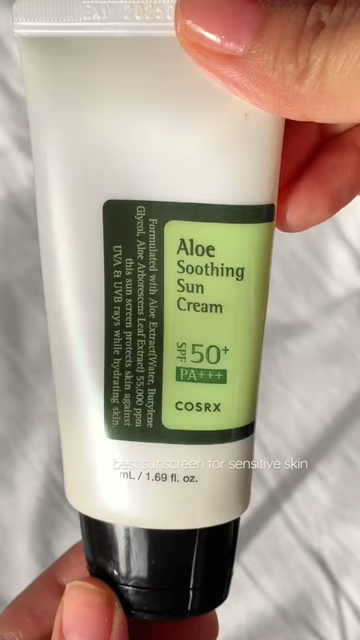 Aloe
Soothing
Sun
Cream
SPF 50+
PA+++
COSRX
Formulated with Aloe Extract(Water, Butylene
Glycol, Aloe Arborescens Leaf Extract) 55,000 ppm
this sun screen protects skin against
UVA & UVB rays while hydrating skin.
best sunscreen for sensitive skin
mL / 1.69 fl. oz.